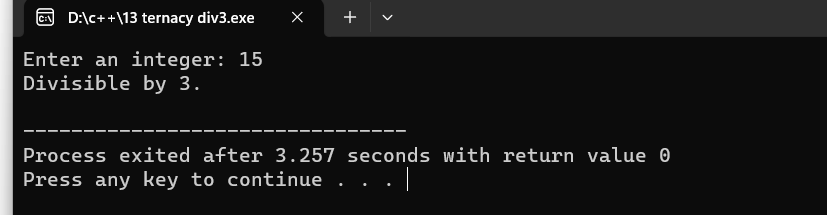 D:\c++\13 ternacy div3.exe
Enter an integer: 15
Divisible by 3.
--------------------------------
Process exited after 3.257 seconds with return value 0
Press any key to continue . . .